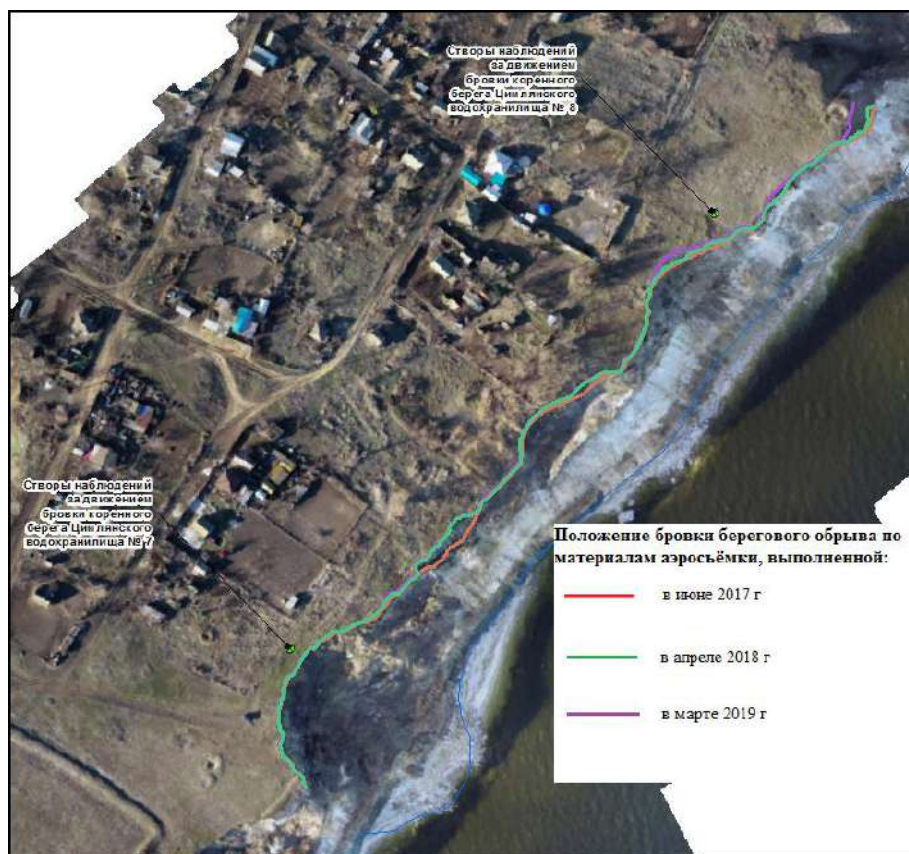 Створы наблюдений
за движением
бровки коренного
берега Цимлянского
водохранилища № 8
Створы наблюдений
за движением
бровки коренного
берега Цимлянского
водохранилища № 7
Положение бровки берегового обрыва по
материалам аэросъёмки, выполненной:
в июне 2017 г
в апреле 2018 г
в марте 2019 г